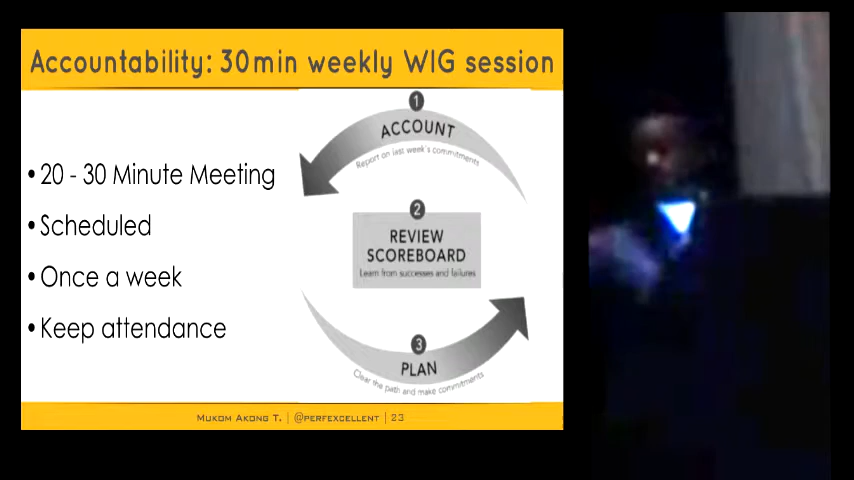 Accountability: 30min weekly WIG session
• 20 - 30 Minute Meeting
• Scheduled
• Once a week
• Keep attendance
1
ACCOUNT
Report on last week's commitments
2
REVIEW
SCOREBOARD
Learn from successes and failures
3
PLAN
Clear the path and make commitments
MUKOM AKONG T. | @PERFEXCELLENT | 23